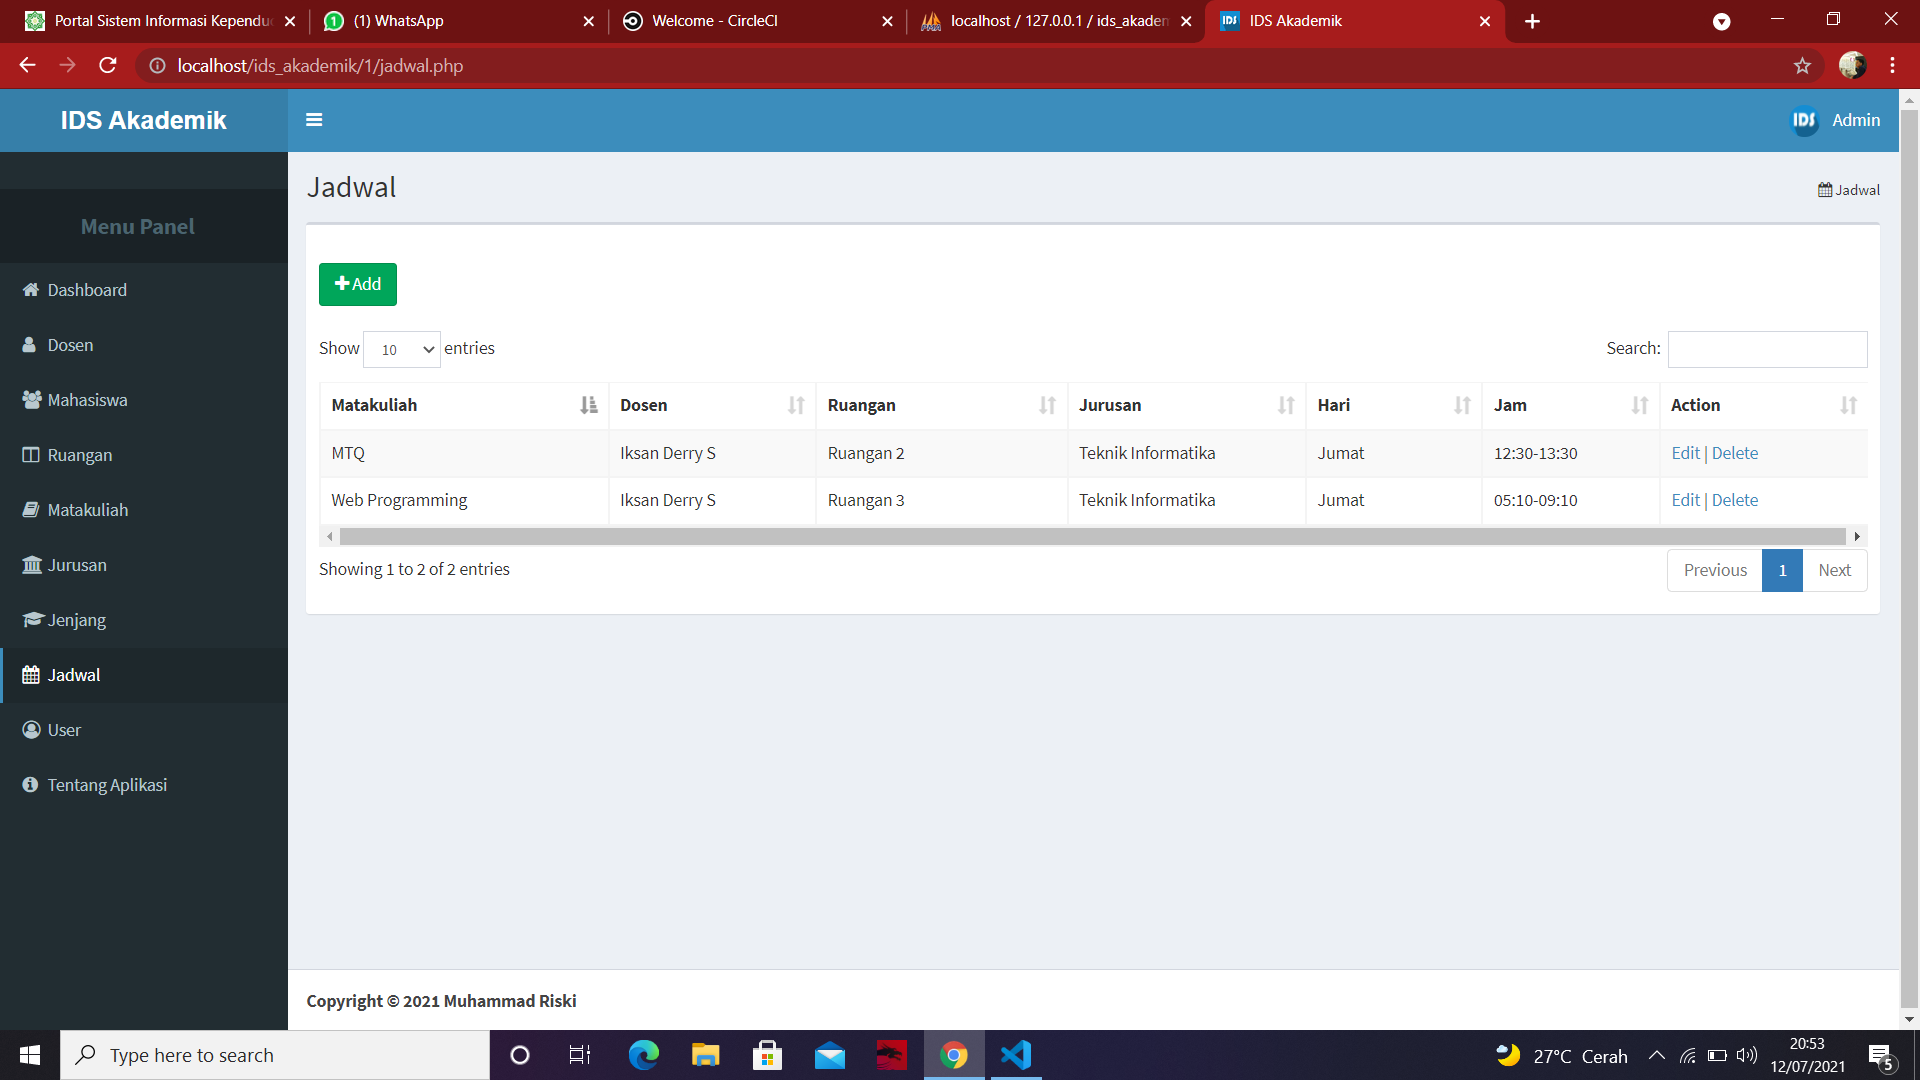 Portal Sistem Informasi Kependu
(1) WhatsApp
Welcome - CircleCI
localhost / 127.0.0.1 / ids_akadem
IDS Akademik
localhost/ids_akademik/1/jadwal.php
IDS Akademik
IDS Admin
Menu Panel
Dashboard
Dosen
Mahasiswa
Ruangan
Matakuliah
Jurusan
Jenjang
Jadwal
User
Tentang Aplikasi
Jadwal
Jadwal
Add
Show 10 entries
Search:
Matakuliah Dosen Ruangan Jurusan Hari Jam Action
MTQ Iksan Derry S Ruangan 2 Teknik Informatika Jumat 12:30-13:30 Edit | Delete
Web Programming Iksan Derry S Ruangan 3 Teknik Informatika Jumat 05:10-09:10 Edit | Delete
Showing 1 to 2 of 2 entries
Previous 1 Next
Copyright © 2021 Muhammad Riski
Type here to search
27°C Cerah
20:53
12/07/2021
5